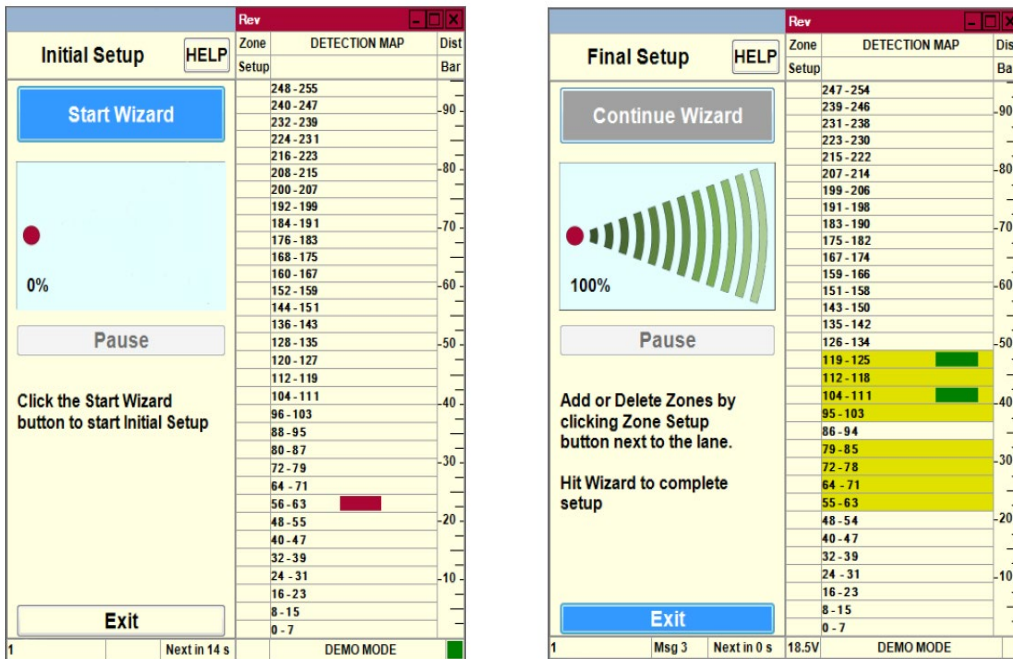 Rev
Initial Setup
HELP
Zone
DETECTION MAP
Dist
Setup
Bar
Start Wizard
0%
Pause
Click the Start Wizard
button to start Initial Setup
Exit
248 - 255
240 - 247
232 - 239
224 - 231
216 - 223
208 - 215
200 - 207
192 - 199
184 - 191
176 - 183
168 - 175
160 - 167
152 - 159
144 - 151
136 - 143
128 - 135
120 - 127
112 - 119
104 - 111
96 - 103
88 - 95
80 - 87
72 - 79
64 - 71
56 - 63
48 - 55
40 - 47
32 - 39
24 - 31
16 - 23
8 - 15
0 - 7
-90-
-80-
-70-
-60-
-50-
-40-
-30-
-20-
-10-
1
Next in 14 s
DEMO MODE
Rev
Final Setup
HELP
Zone
DETECTION MAP
Setup
Continue Wizard
100%
Pause
Add or Delete Zones by
clicking Zone Setup
button next to the lane.
Hit Wizard to complete
setup
Exit
247 - 254
239 - 246
231 - 238
223 - 230
215 - 222
207 - 214
199 - 206
191 - 198
183 - 190
175 - 182
167 - 174
159 - 166
151 - 158
143 - 150
135 - 142
126 - 134
119 - 125
112 - 118
104 - 111
95 - 103
86 - 94
79 - 85
72 - 78
64 - 71
55 - 63
48 - 54
40 - 47
32 - 39
24 - 31
16 - 23
8 - 15
0 - 7
-90
-80
-70
-60
-50
-40
-30
-20
-10
1
Msg 3
Next in 0 s
18.5V
DEMO MODE